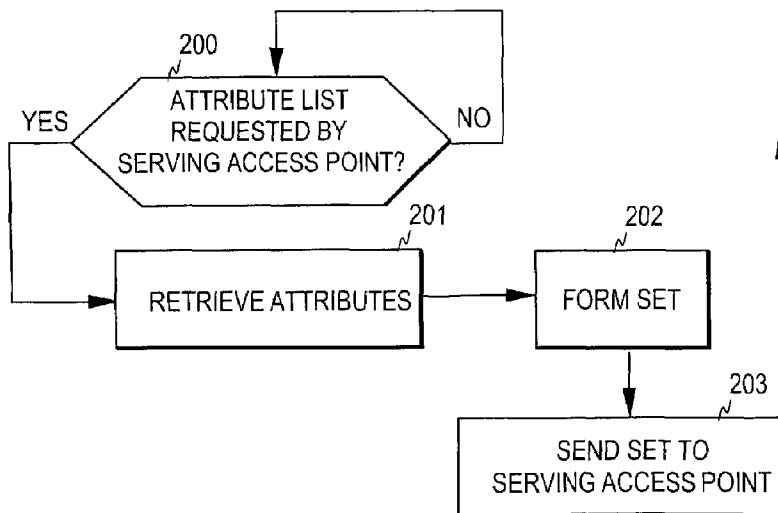 200
ATTRIBUTE LIST
REQUESTED BY
SERVING ACCESS POINT?
YES
NO
201
RETRIEVE ATTRIBUTES
202
FORM SET
203
SEND SET TO
SERVING ACCESS POINT